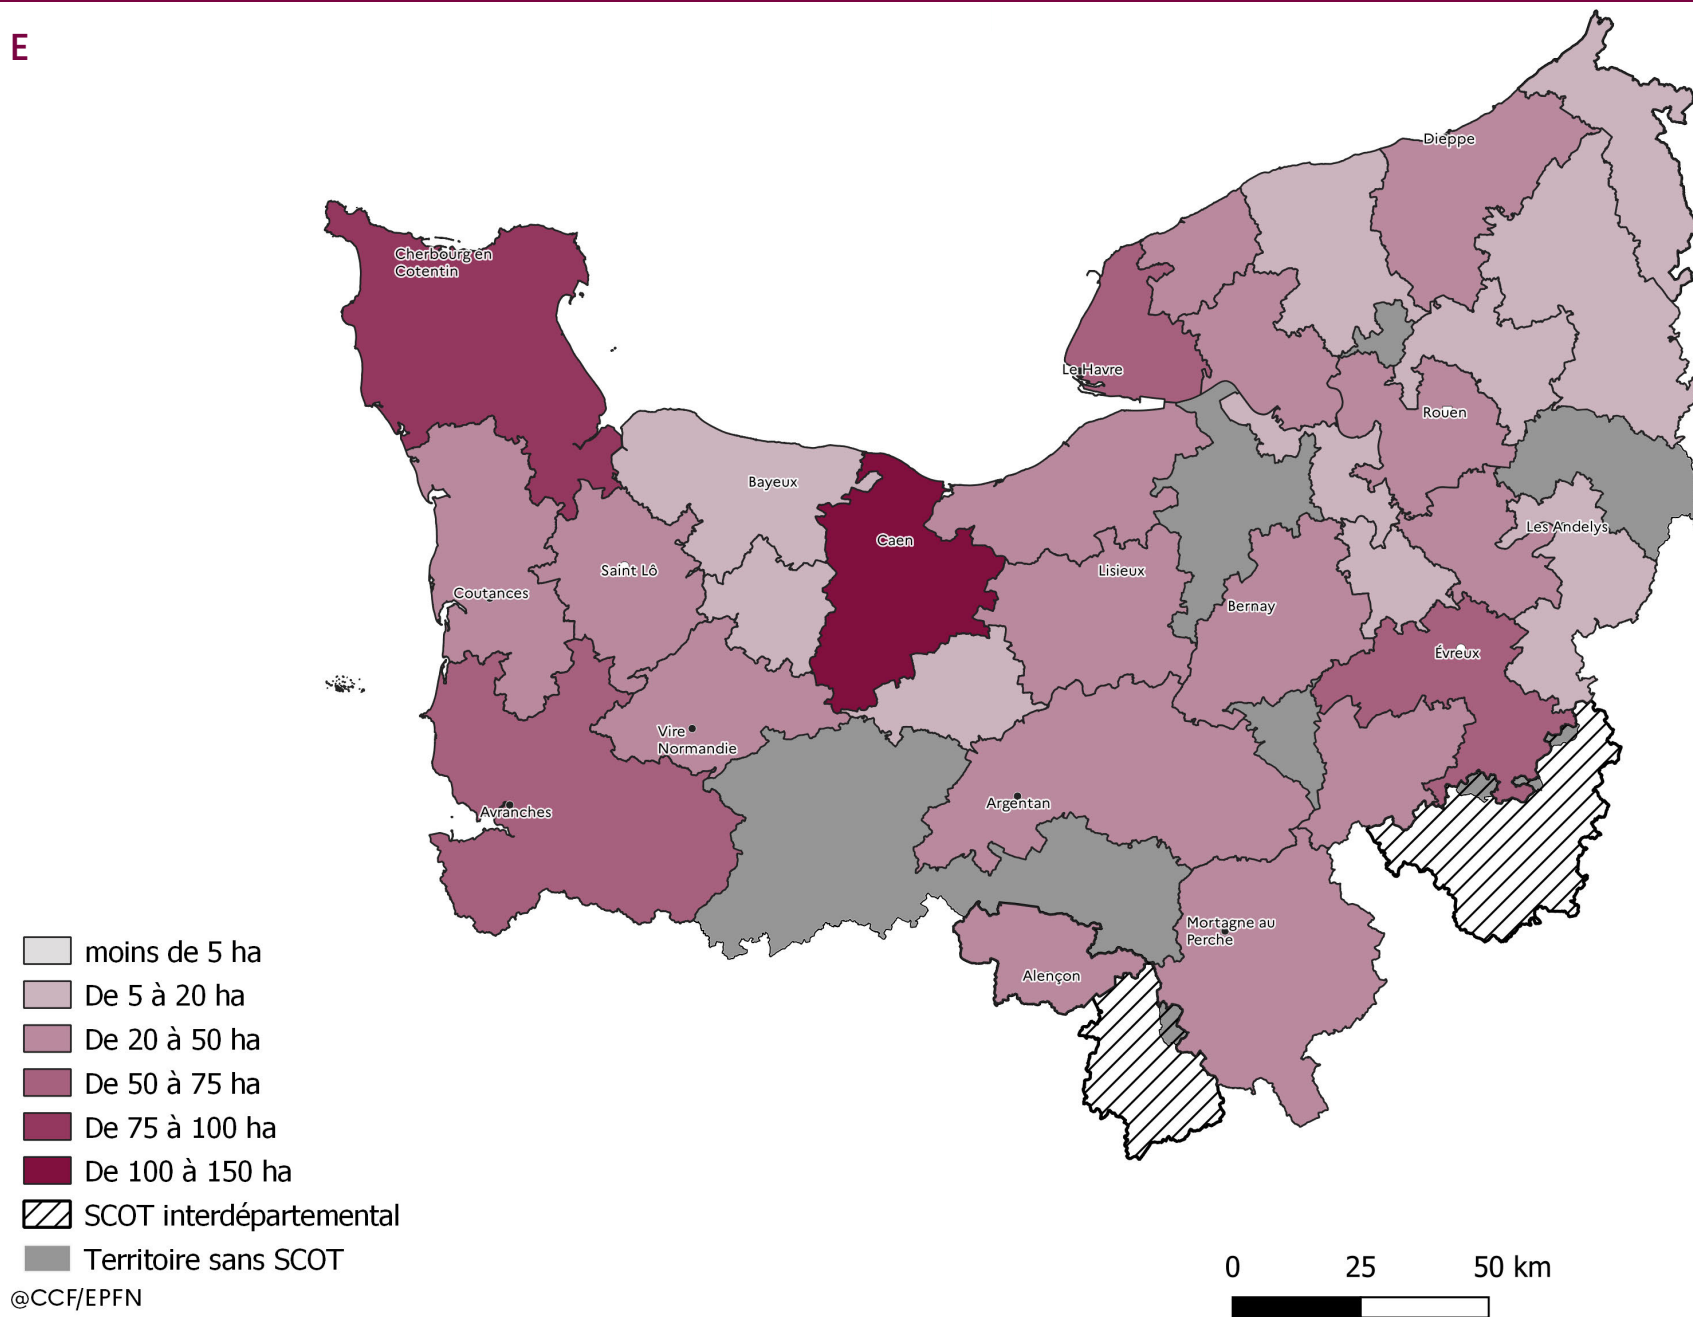 E
Dieppe
Cherbourg en
Cotentin
Le Havre
Rouen
Bayeux
Les Andelys
Caen
Saint Lô
Lisieux
Coutances
Bernay
Évreux
Vire
Normandie
Argentan
Avranches
Mortagne au
Perche
Alençon
moins de 5 ha
De 5 à 20 ha
De 20 à 50 ha
De 50 à 75 ha
De 75 à 100 ha
De 100 à 150 ha
SCOT interdépartemental
Territoire sans SCOT
@CCF/EPFN
0 25 50 km